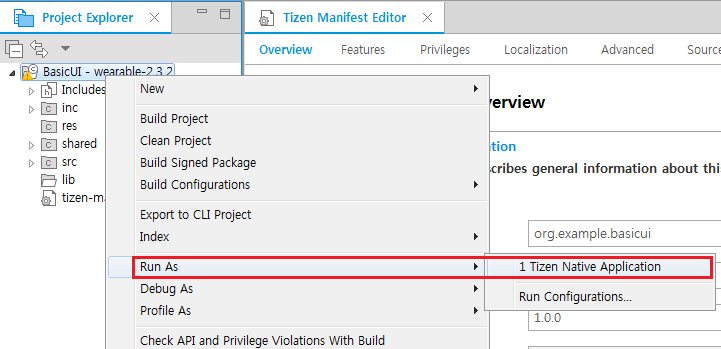 Project Explorer
Tizen Manifest Editor
Overview Features Privileges Localization Advanced Source
BasicUI - wearable-2.3.2
Includes
inc
res
shared
src
lib
tizen-ma
New
Build Project
Clean Project
Build Signed Package
Build Configurations
Export to CLI Project
Index
Run As
Debug As
Profile As
Check API and Privilege Violations With Build
1 Tizen Native Application
Run Configurations...
verview
ation
scribes general information about this
org.example.basicui
1.0.0